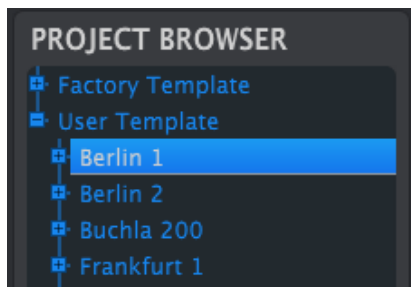 PROJECT BROWSER
Factory Template
User Template
Berlin 1
Berlin 2
Buchla 200
Frankfurt 1